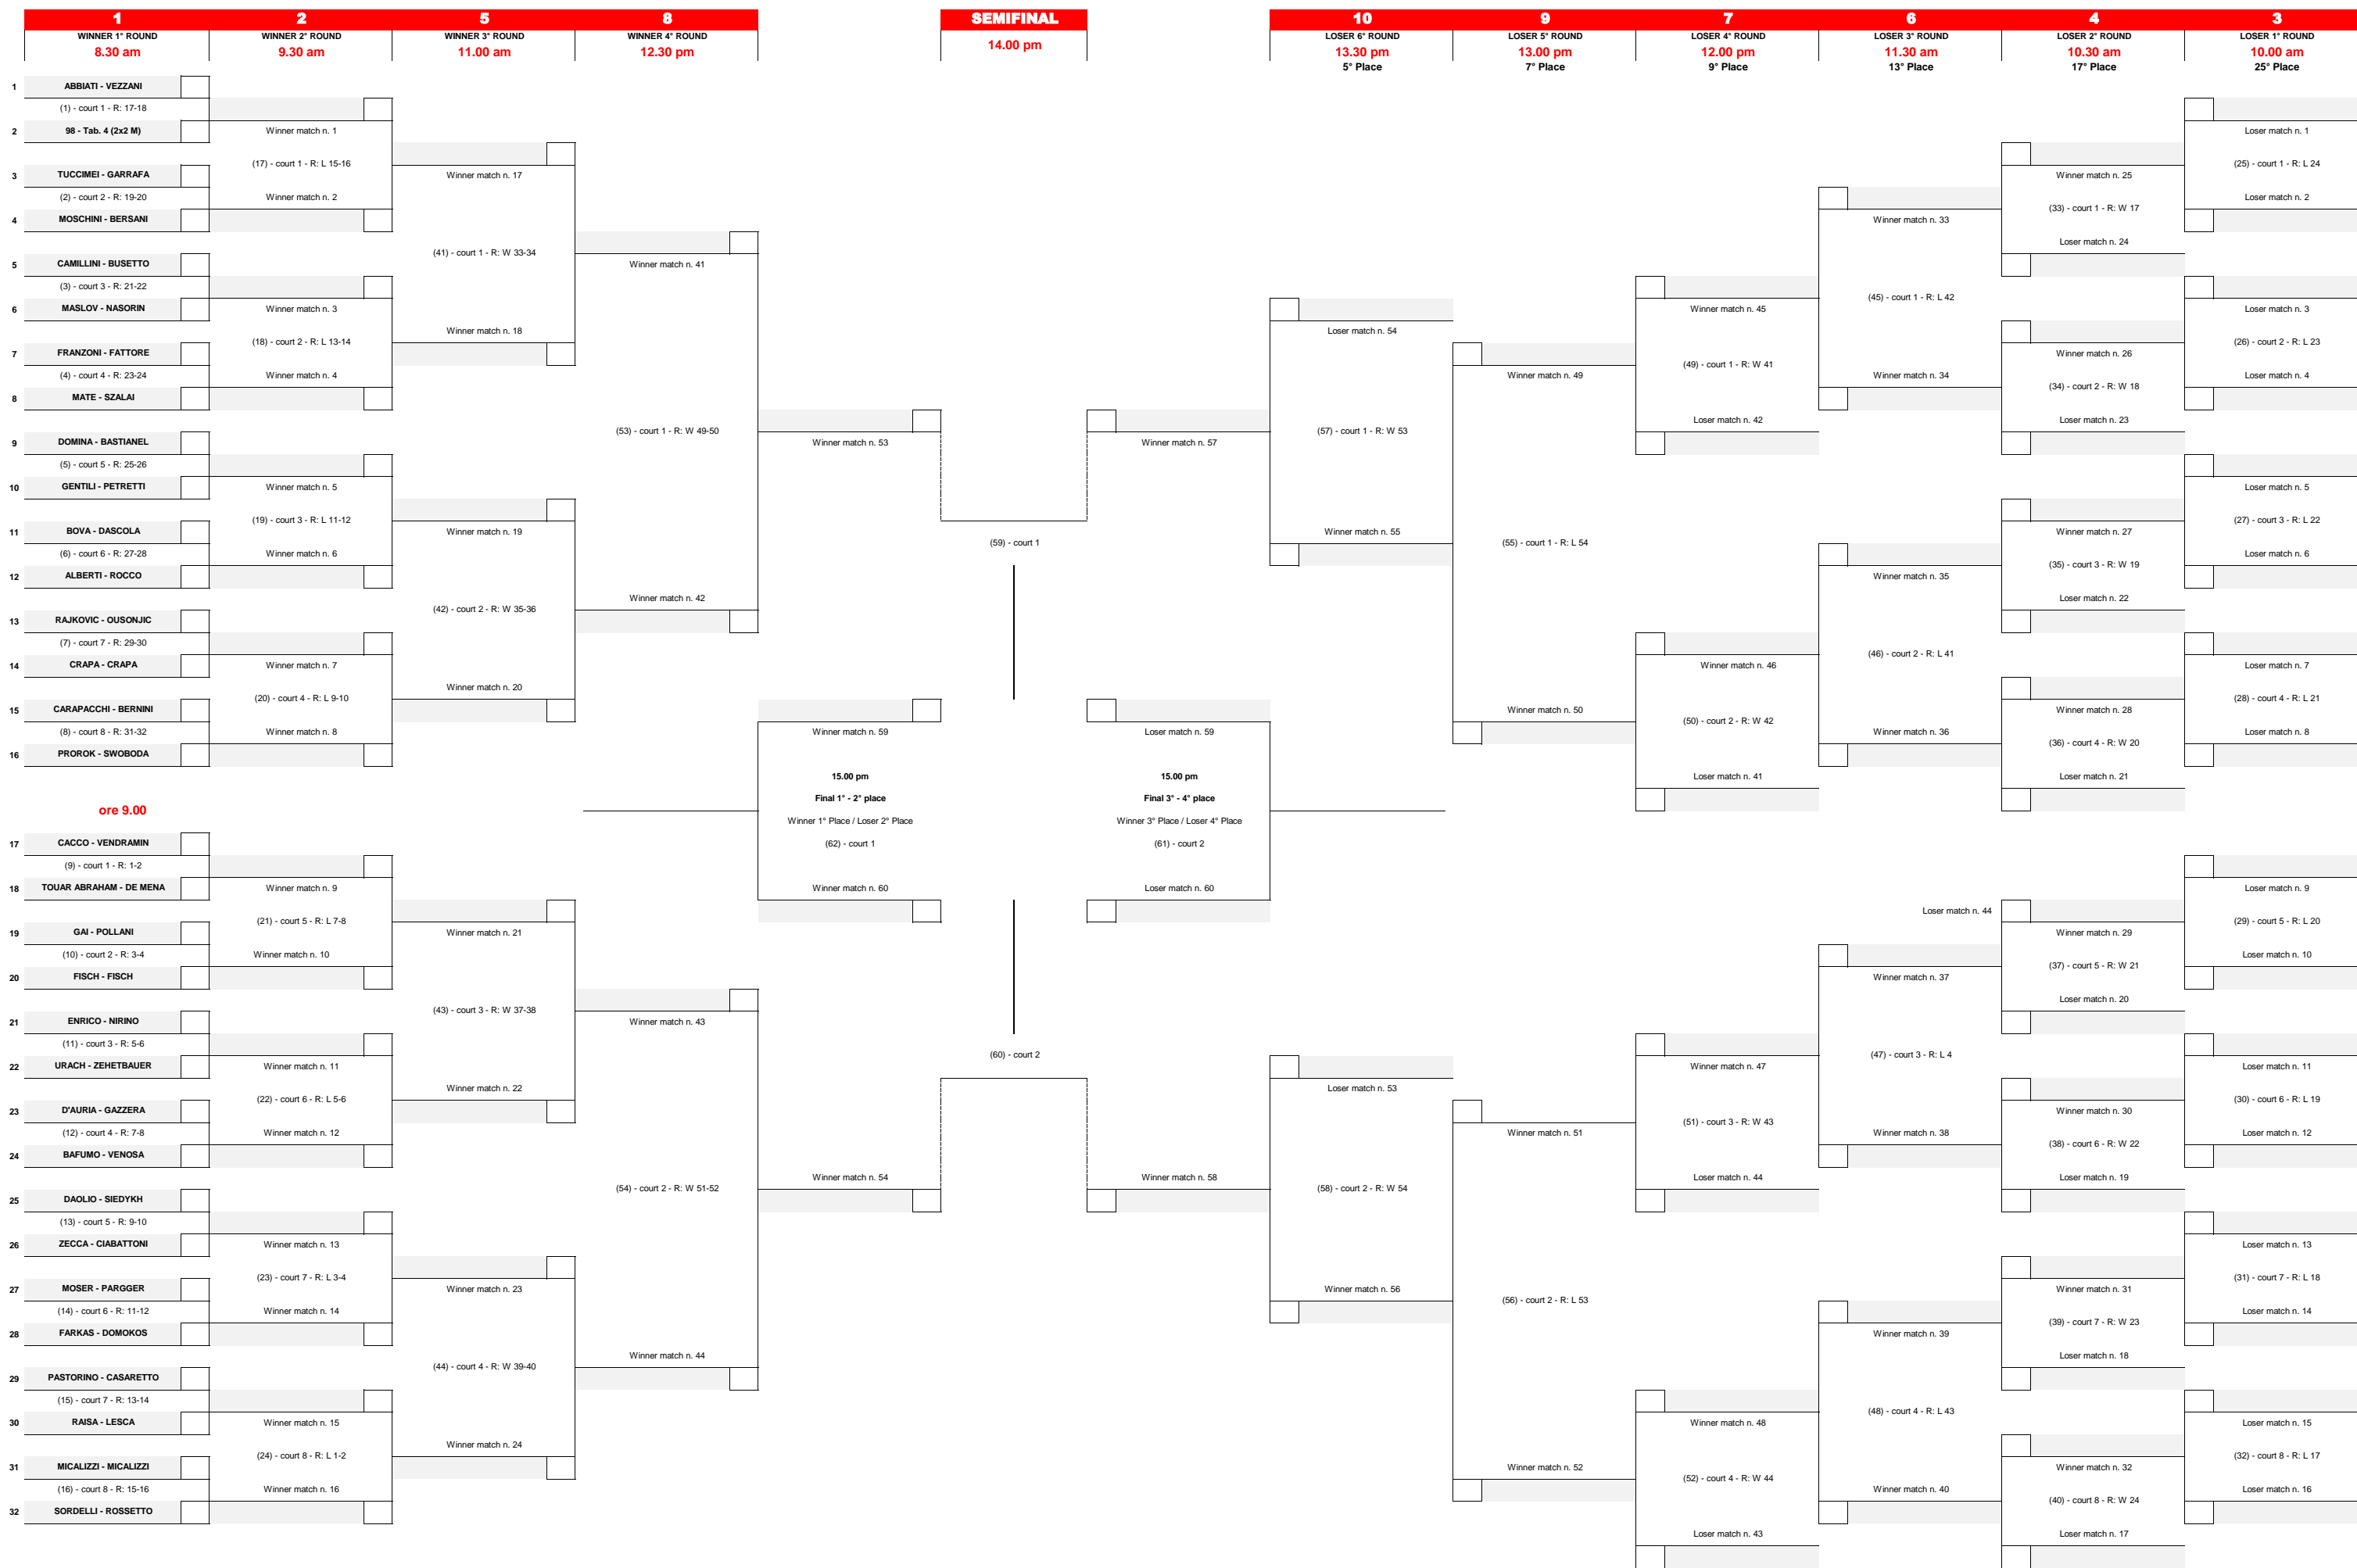 1 2 5 8 SEMIFINAL 10 9 7 6 4 3
WINNER 1° ROUND WINNER 2° ROUND WINNER 3° ROUND WINNER 4° ROUND LOSER 6° ROUND LOSER 5° ROUND LOSER 4° ROUND LOSER 3° ROUND LOSER 2° ROUND LOSER 1° ROUND
8.30 am 9.30 am 11.00 am 12.30 pm 14.00 pm 13.30 pm 13.00 pm 12.00 pm 11.30 am 10.30 am 10.00 am
5° Place 7° Place 9° Place 13° Place 17° Place 25° Place
1 ABBIATI - VEZZANI
(1) - court 1 - R: 17-18
2 98 - Tab. 4 (2x2 M)
3 TUCCIMEI - GARRAFA
(2) - court 2 - R: 19-20
4 MOSCHINI - BERSANI
5 CAMILLINI - BUSETTO
(3) - court 3 - R: 21-22
6 MASLOV - NASORIN
7 FRANZONI - FATTORE
(4) - court 4 - R: 23-24
8 MATE - SZALAI
9 DOMINA - BASTIANEL
(5) - court 5 - R: 25-26
10 GENTILI - PETRETTI
11 BOVA - DASCOLA
(6) - court 6 - R: 27-28
12 ALBERTI - ROCCO
13 RAJKOVIC - OUSONJIC
(7) - court 7 - R: 29-30
14 CRAPA - CRAPA
15 CARAPACCHI - BERNINI
(8) - court 8 - R: 31-32
16 PROROK - SWOBODA
ore 9.00
17 CACCO - VENDRAMIN
(9) - court 1 - R: 1-2
18 TOUAR ABRAHAM - DE MENA
19 GAI - POLLANI
(10) - court 2 - R: 3-4
20 FISCH - FISCH
21 ENRICO - NIRINO
(11) - court 3 - R: 5-6
22 URACH - ZEHETBAUER
23 D'AURIA - GAZZERA
(12) - court 4 - R: 7-8
24 BAFUMO - VENOSA
25 DAOLIO - SIEDYKH
(13) - court 5 - R: 9-10
26 ZECCA - CIABATTONI
27 MOSER - PARGGER
(14) - court 6 - R: 11-12
28 FARKAS - DOMOKOS
29 PASTORINO - CASARETTO
(15) - court 7 - R: 13-14
30 RAISA - LESCA
31 MICALIZZI - MICALIZZI
(16) - court 8 - R: 15-16
32 SORDELLI - ROSSETTO
Winner match n. 1
(17) - court 1 - R: L 15-16
Winner match n. 2
Winner match n. 3
(18) - court 2 - R: L 13-14
Winner match n. 4
Winner match n. 5
(19) - court 3 - R: L 11-12
Winner match n. 6
Winner match n. 7
(20) - court 4 - R: L 9-10
Winner match n. 8
Winner match n. 9
(21) - court 5 - R: L 7-8
Winner match n. 10
Winner match n. 11
(22) - court 6 - R: L 5-6
Winner match n. 12
Winner match n. 13
(23) - court 7 - R: L 3-4
Winner match n. 14
Winner match n. 15
(24) - court 8 - R: L 1-2
Winner match n. 16
Winner match n. 17
(41) - court 1 - R: W 33-34
Winner match n. 18
Winner match n. 19
(42) - court 2 - R: W 35-36
Winner match n. 20
Winner match n. 21
(43) - court 3 - R: W 37-38
Winner match n. 22
Winner match n. 23
(44) - court 4 - R: W 39-40
Winner match n. 24
Winner match n. 41
(53) - court 1 - R: W 49-50
Winner match n. 42
Winner match n. 43
(54) - court 2 - R: W 51-52
Winner match n. 44
Winner match n. 53
Winner match n. 59
15.00 pm
Final 1° - 2° place
Winner 1° Place / Loser 2° Place
(62) - court 1
Winner match n. 60
Winner match n. 54
(59) - court 1
(60) - court 2
Winner match n. 57
Loser match n. 59
15.00 pm
Final 3° - 4° place
Winner 3° Place / Loser 4° Place
(61) - court 2
Loser match n. 60
Winner match n. 58
Loser match n. 54
(57) - court 1 - R: W 53
Winner match n. 55
Loser match n. 53
(58) - court 2 - R: W 54
Winner match n. 56
Winner match n. 49
(55) - court 1 - R: L 54
Winner match n. 50
Winner match n. 51
(56) - court 2 - R: L 53
Winner match n. 52
Winner match n. 45
(49) - court 1 - R: W 41
Loser match n. 42
Winner match n. 46
(50) - court 2 - R: W 42
Loser match n. 41
Winner match n. 47
(51) - court 3 - R: W 43
Loser match n. 44
Winner match n. 48
(52) - court 4 - R: W 44
Loser match n. 43
Winner match n. 33
(45) - court 1 - R: L 42
Winner match n. 34
Winner match n. 35
(46) - court 2 - R: L 41
Winner match n. 36
Loser match n. 44
Winner match n. 37
(47) - court 3 - R: L 4
Winner match n. 38
Winner match n. 39
(48) - court 4 - R: L 43
Winner match n. 40
Winner match n. 25
(33) - court 1 - R: W 17
Loser match n. 24
Winner match n. 26
(34) - court 2 - R: W 18
Loser match n. 23
Winner match n. 27
(35) - court 3 - R: W 19
Loser match n. 22
Winner match n. 28
(36) - court 4 - R: W 20
Loser match n. 21
Winner match n. 29
(37) - court 5 - R: W 21
Loser match n. 20
Winner match n. 30
(38) - court 6 - R: W 22
Loser match n. 19
Winner match n. 31
(39) - court 7 - R: W 23
Loser match n. 18
Winner match n. 32
(40) - court 8 - R: W 24
Loser match n. 17
Loser match n. 1
(25) - court 1 - R: L 24
Loser match n. 2
Loser match n. 3
(26) - court 2 - R: L 23
Loser match n. 4
Loser match n. 5
(27) - court 3 - R: L 22
Loser match n. 6
Loser match n. 7
(28) - court 4 - R: L 21
Loser match n. 8
Loser match n. 9
(29) - court 5 - R: L 20
Loser match n. 10
Loser match n. 11
(30) - court 6 - R: L 19
Loser match n. 12
Loser match n. 13
(31) - court 7 - R: L 18
Loser match n. 14
Loser match n. 15
(32) - court 8 - R: L 17
Loser match n. 16